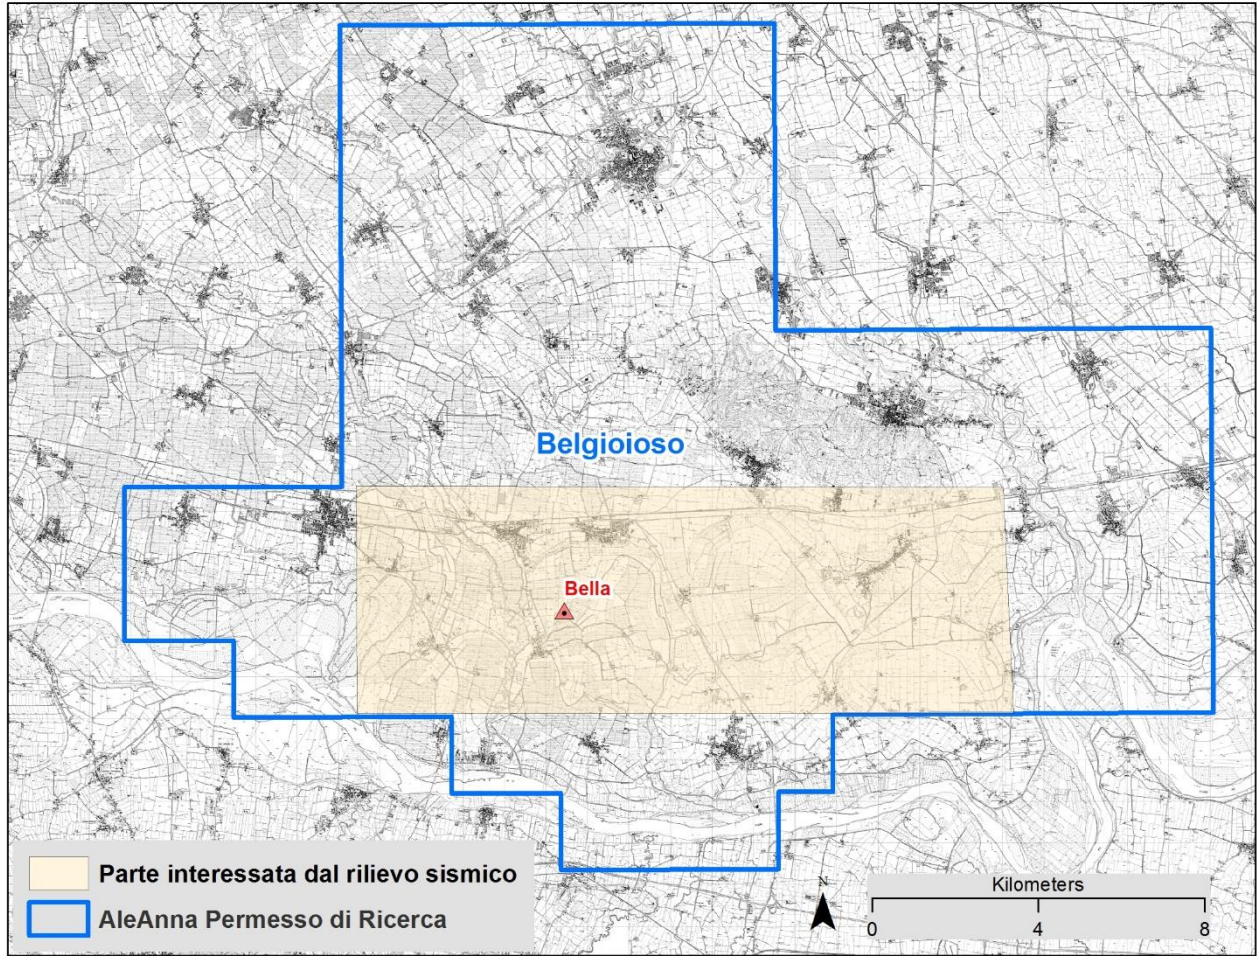 Belgioioso
Bella
Parte interessata dal rilievo sismico
AleAnna Permesso di Ricerca
N
Kilometers
0 4 8